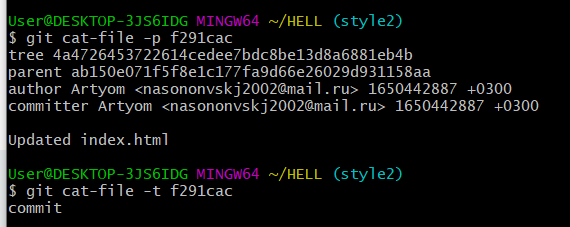 User@DESKTOP-3JS6IDG MINGW64 ~/HELL (style2)
$ git cat-file -p f291cac
tree 4a4726453722614cedee7bdc8be13d8a6881eb4b
parent ab150e071f5f8e1c177fa9d66e26029d931158aa
author Artyom <nasononvskj2002@mail.ru> 1650442887 +0300
committer Artyom <nasononvskj2002@mail.ru> 1650442887 +0300
Updated index.html
User@DESKTOP-3JS6IDG MINGW64 ~/HELL (style2)
$ git cat-file -t f291cac
commit